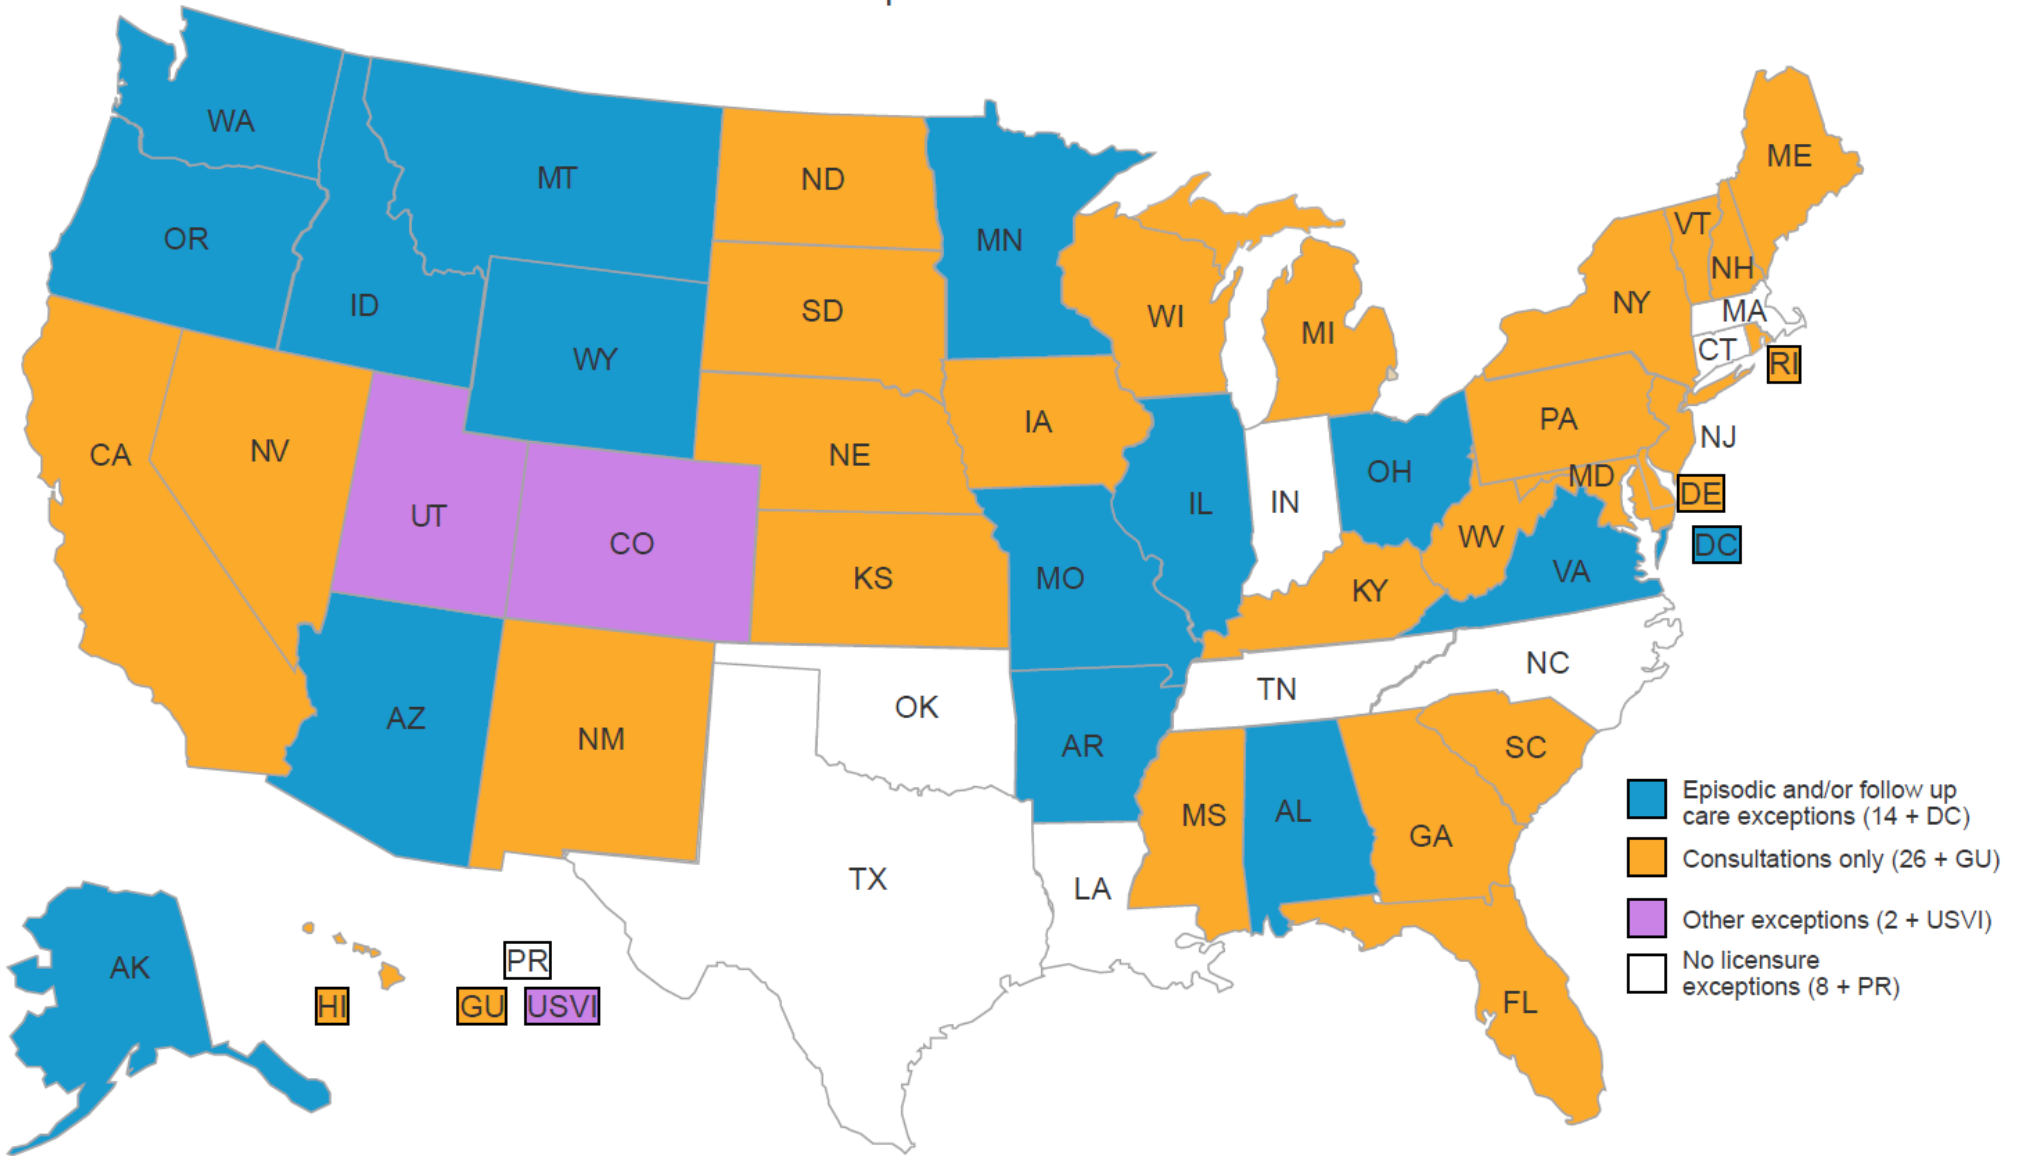 WA
MT
ND
MN
ME
OR
ID
SD
WI
MI
VT
NH
NY
MA
WY
CT
RI
CA
NV
NE
IA
PA
NJ
UT
CO
KS
MO
IL
IN
OH
MD
DE
WV
DC
VA
KY
AZ
NM
OK
AR
TN
NC
SC
MS
AL
GA
TX
LA
FL
AK
HI
PR
GU
USVI
Episodic and/or follow up
care exceptions (14 + DC)
Consultations only (26 + GU)
Other exceptions (2 + USVI)
No licensure
exceptions (8 + PR)